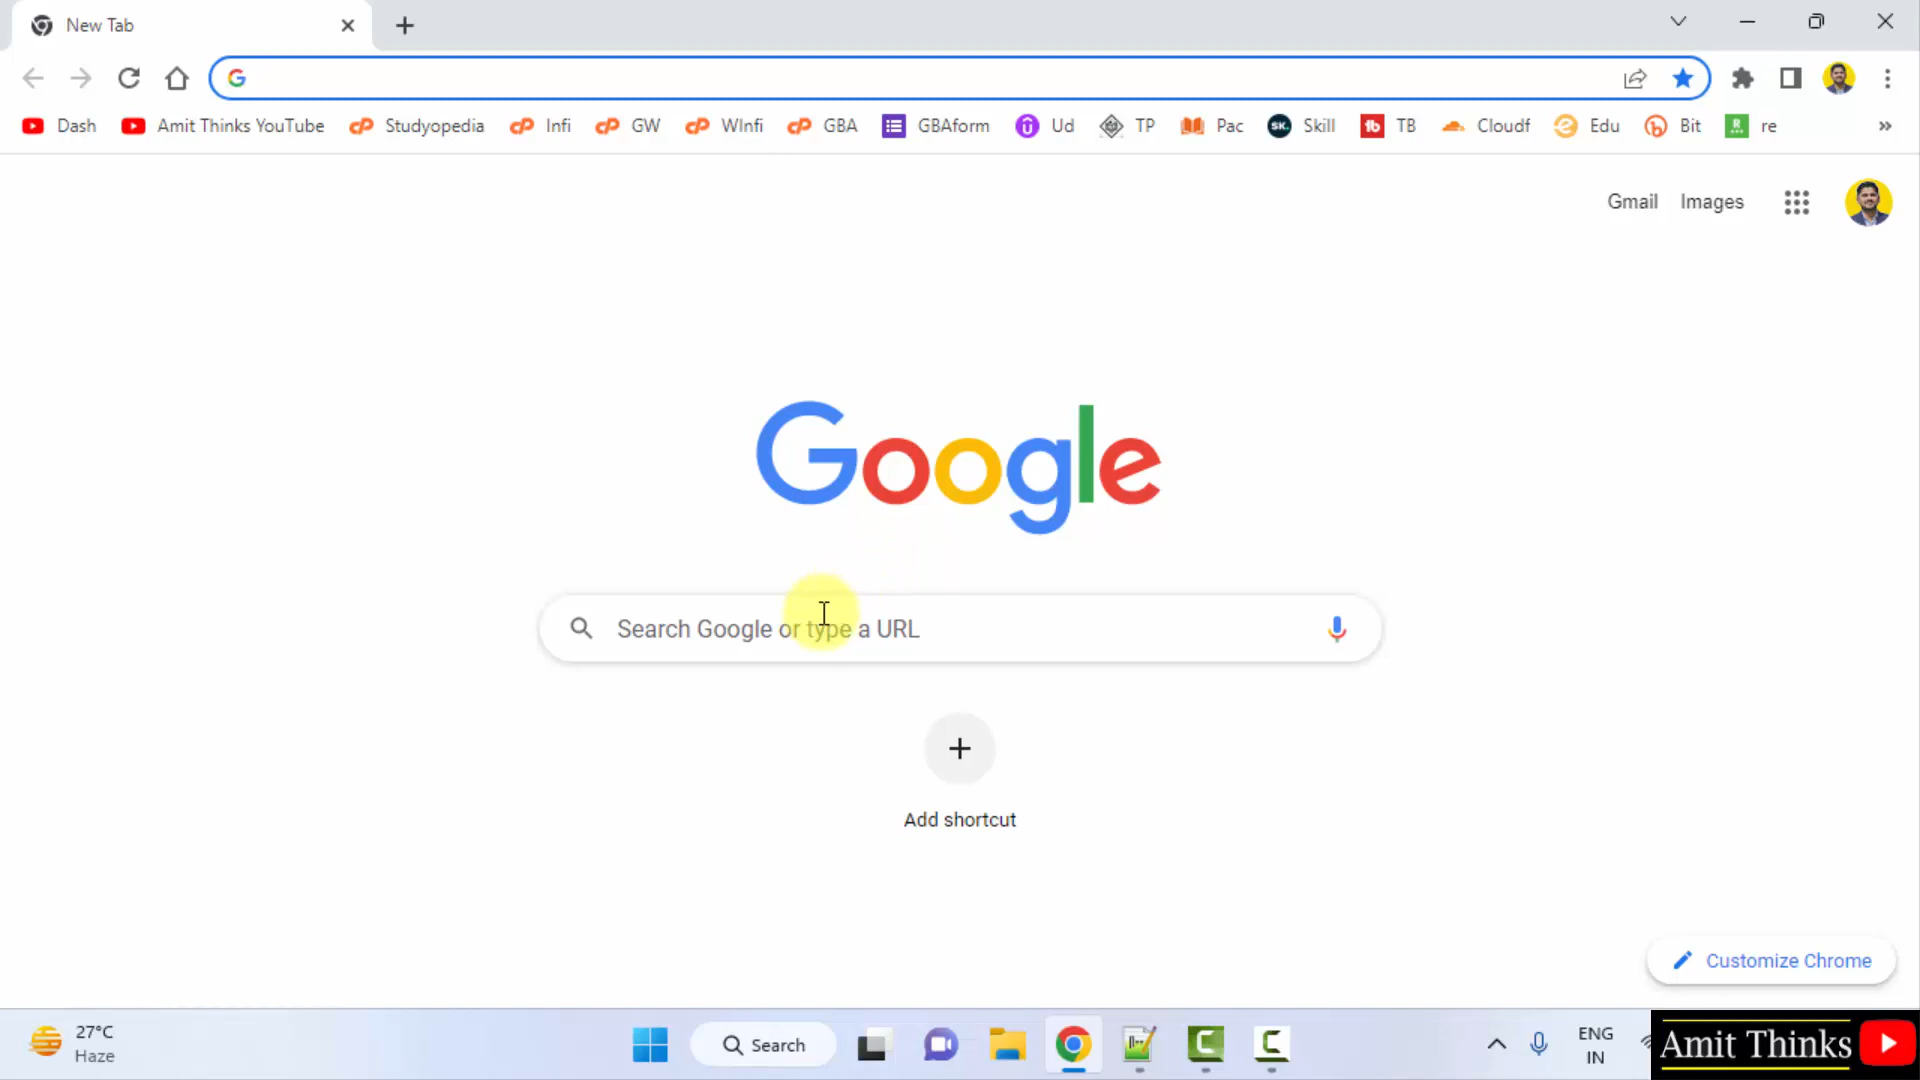 New Tab
Dash Amit Thinks YouTube Studyopedia Infi GW WInfi GBA GBAform Ud TP Pac SK. Skill tb TB Cloudf Edu Bit R re
Gmail Images
Google
Search Google or type a URL
Add shortcut
Customize Chrome
27°C
Haze
Search
ENG
IN
Amit Thinks